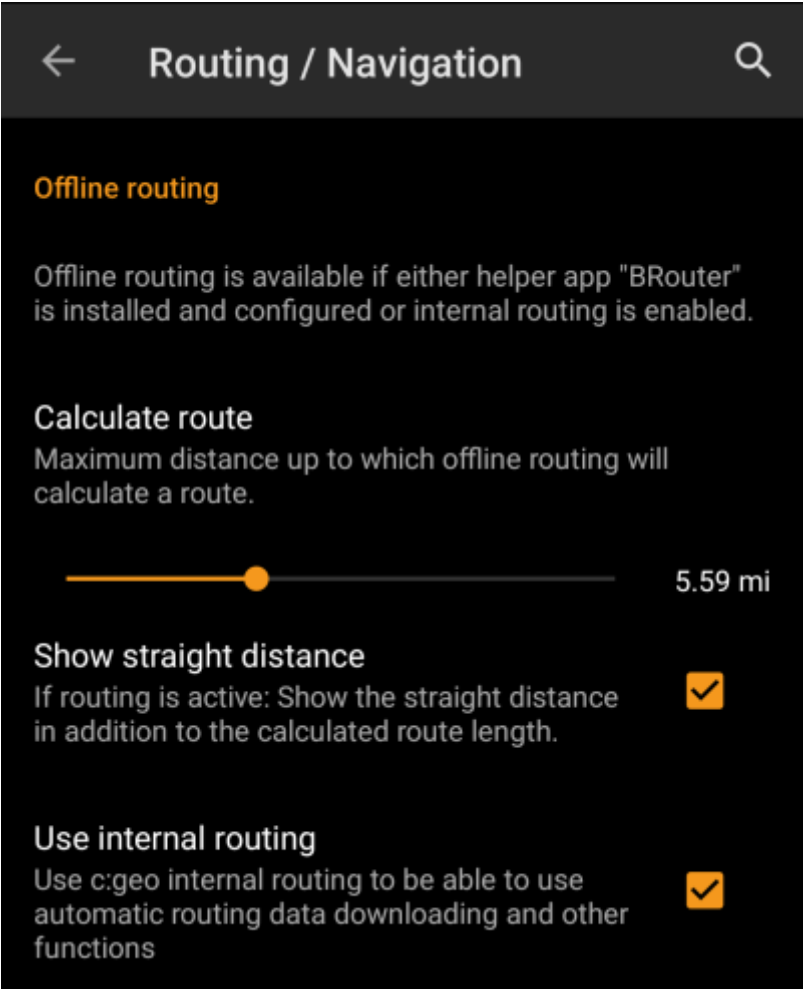 Routing / Navigation
Offline routing
Offline routing is available if either helper app "BRouter"
is installed and configured or internal routing is enabled.
Calculate route
Maximum distance up to which offline routing will
calculate a route.
5.59 mi
Show straight distance
If routing is active: Show the straight distance
in addition to the calculated route length.
Use internal routing
Use c:geo internal routing to be able to use
automatic routing data downloading and other
functions